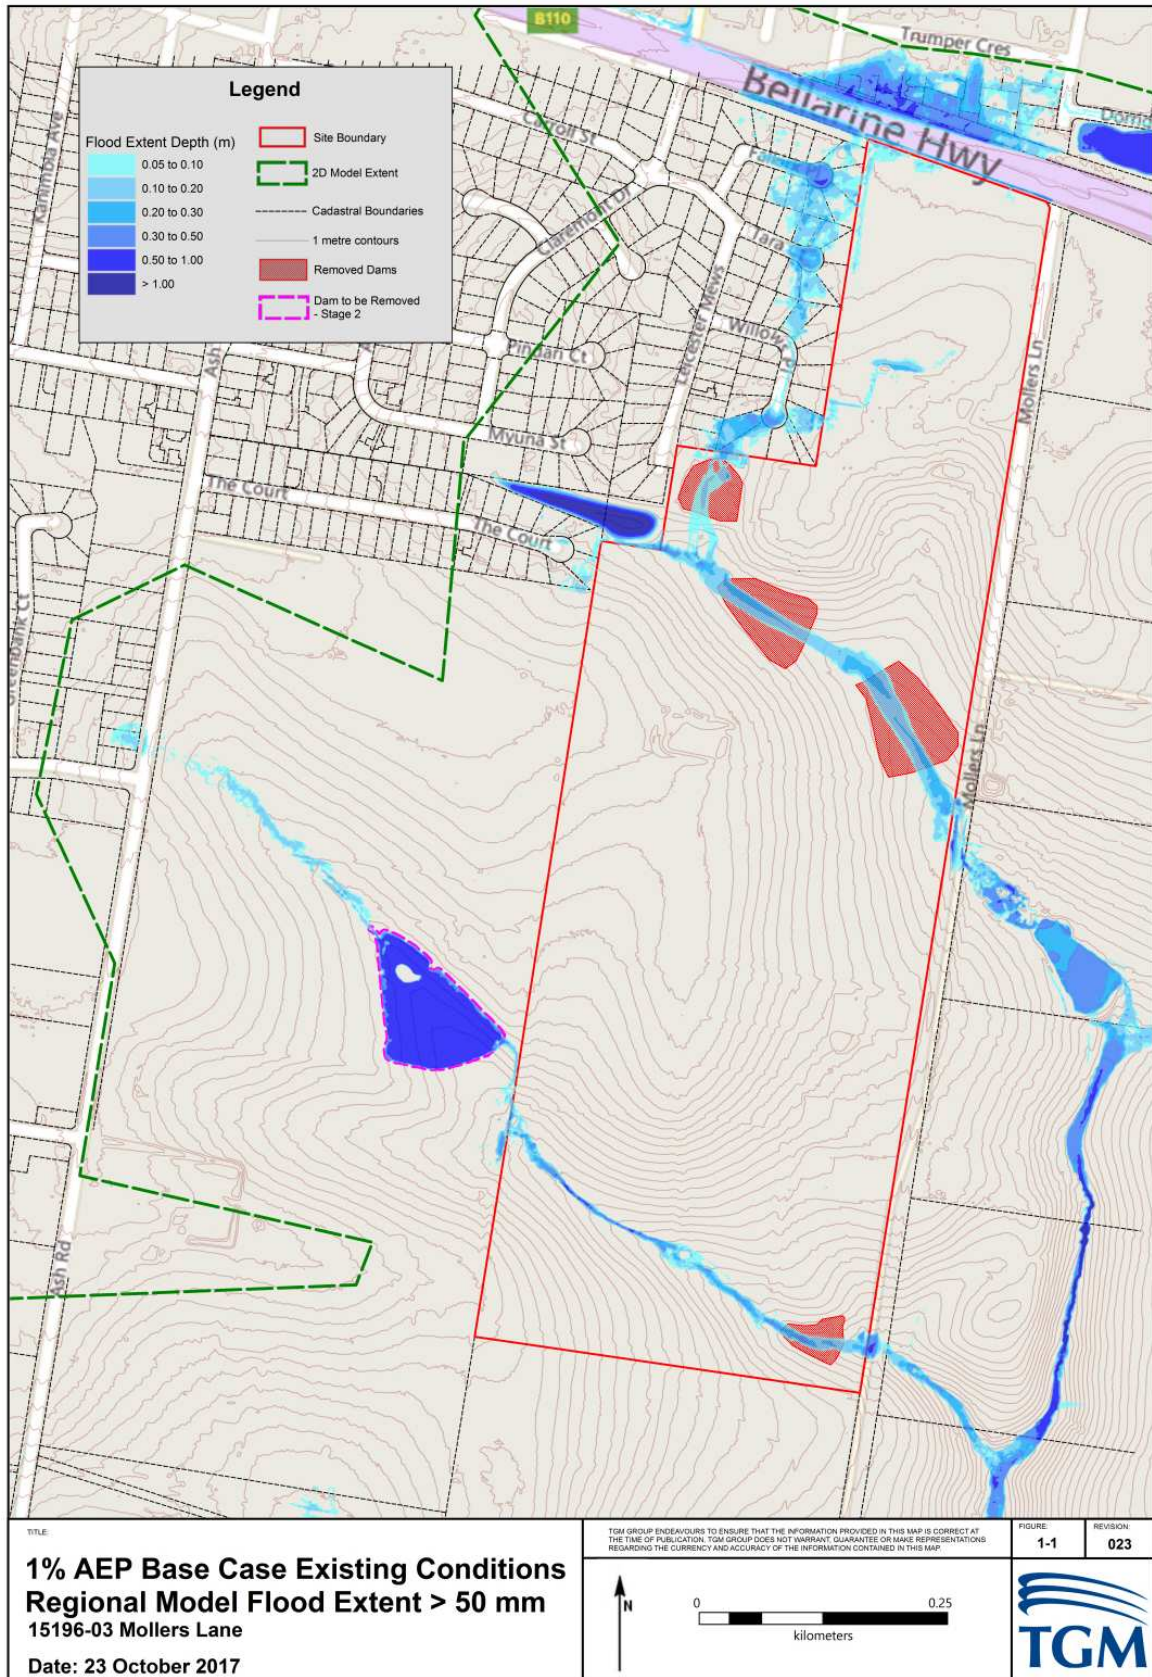 B110
Trumper Cres
Bellarine Hwy
Legend
Flood Extent Depth (m)
0.05 to 0.10
0.10 to 0.20
0.20 to 0.30
0.30 to 0.50
0.50 to 1.00
> 1.00
Site Boundary
2D Model Extent
Cadastral Boundaries
1 metre contours
Removed Dams
Dam to be Removed
- Stage 2
Kanimbla Ave
Carroll St
Claremont Dr
Tara
Leicester Mews
Willow
Pindari Ct
Ash
Myuna St
Mollers Ln
The Court
The Court
Greenbank Ct
Mollers Ln
Ash Rd
TITLE:
1% AEP Base Case Existing Conditions
Regional Model Flood Extent > 50 mm
15196-03 Mollers Lane
Date: 23 October 2017
TGM GROUP ENDEAVOURS TO ENSURE THAT THE INFORMATION PROVIDED IN THIS MAP IS CORRECT AT
THE TIME OF PUBLICATION. TGM GROUP DOES NOT WARRANT, GUARANTEE OR MAKE REPRESENTATIONS
REGARDING THE CURRENCY AND ACCURACY OF THE INFORMATION CONTAINED IN THIS MAP.
FIGURE:
1-1
REVISION:
023
N
0 0.25
kilometers
TGM